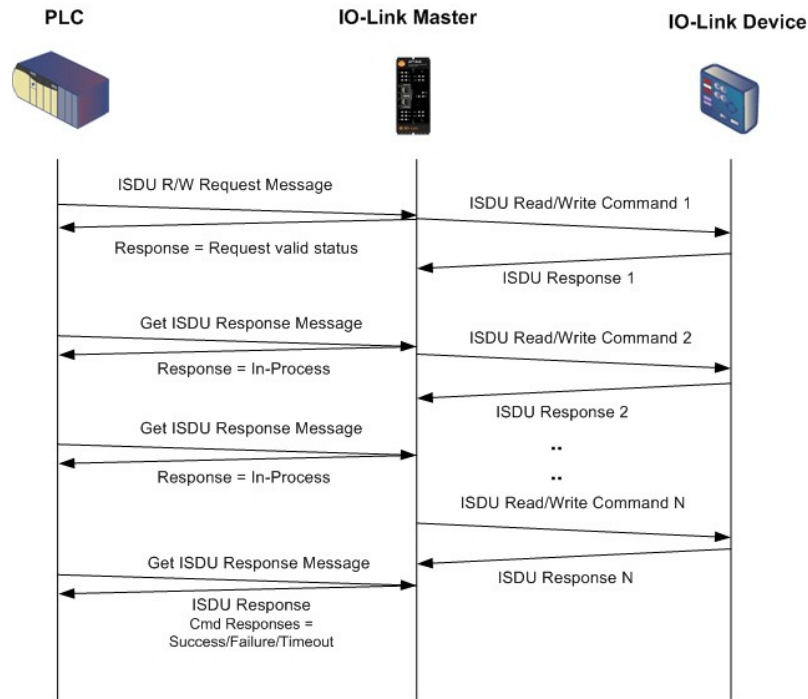 PLC
IO-Link Master
IO-Link Device
ISDU R/W Request Message
ISDU Read/Write Command 1
Response = Request valid status
ISDU Response 1
Get ISDU Response Message
ISDU Read/Write Command 2
Response = In-Process
ISDU Response 2
Get ISDU Response Message
..
Response = In-Process
..
ISDU Read/Write Command N
Get ISDU Response Message
ISDU Response N
ISDU Response
Cmd Responses =
Success/Failure/Timeout